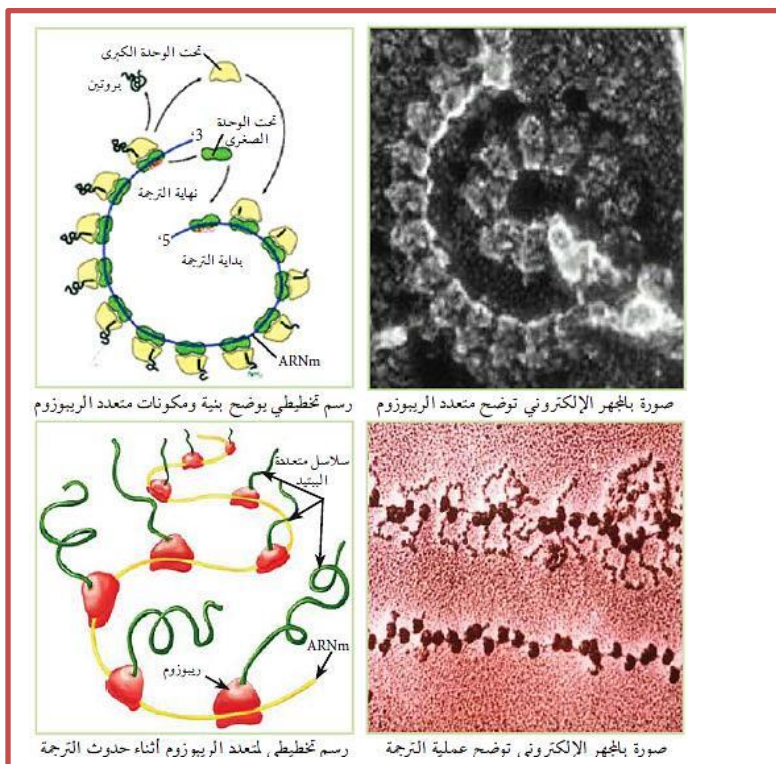 تحت الوحدة الكبرى
بروتين
تحت الوحدة
الصغرى
3‘
نهاية الترجمة
5‘
بداية الترجمة
ARNm
رسم تخطيطي يوضح بنية ومكونات متعدد الريبوزوم
صورة بالمجهر الإلكتروني توضح متعدد الريبوزوم
سلاسل متعددة
الببتيد
ARNm
ريبوزوم
رسم تخطيطي لمتعدد الريبوزوم أثناء حدوث الترجمة
صورة بالمجهر الإلكتروني توضح عملية الترجمة